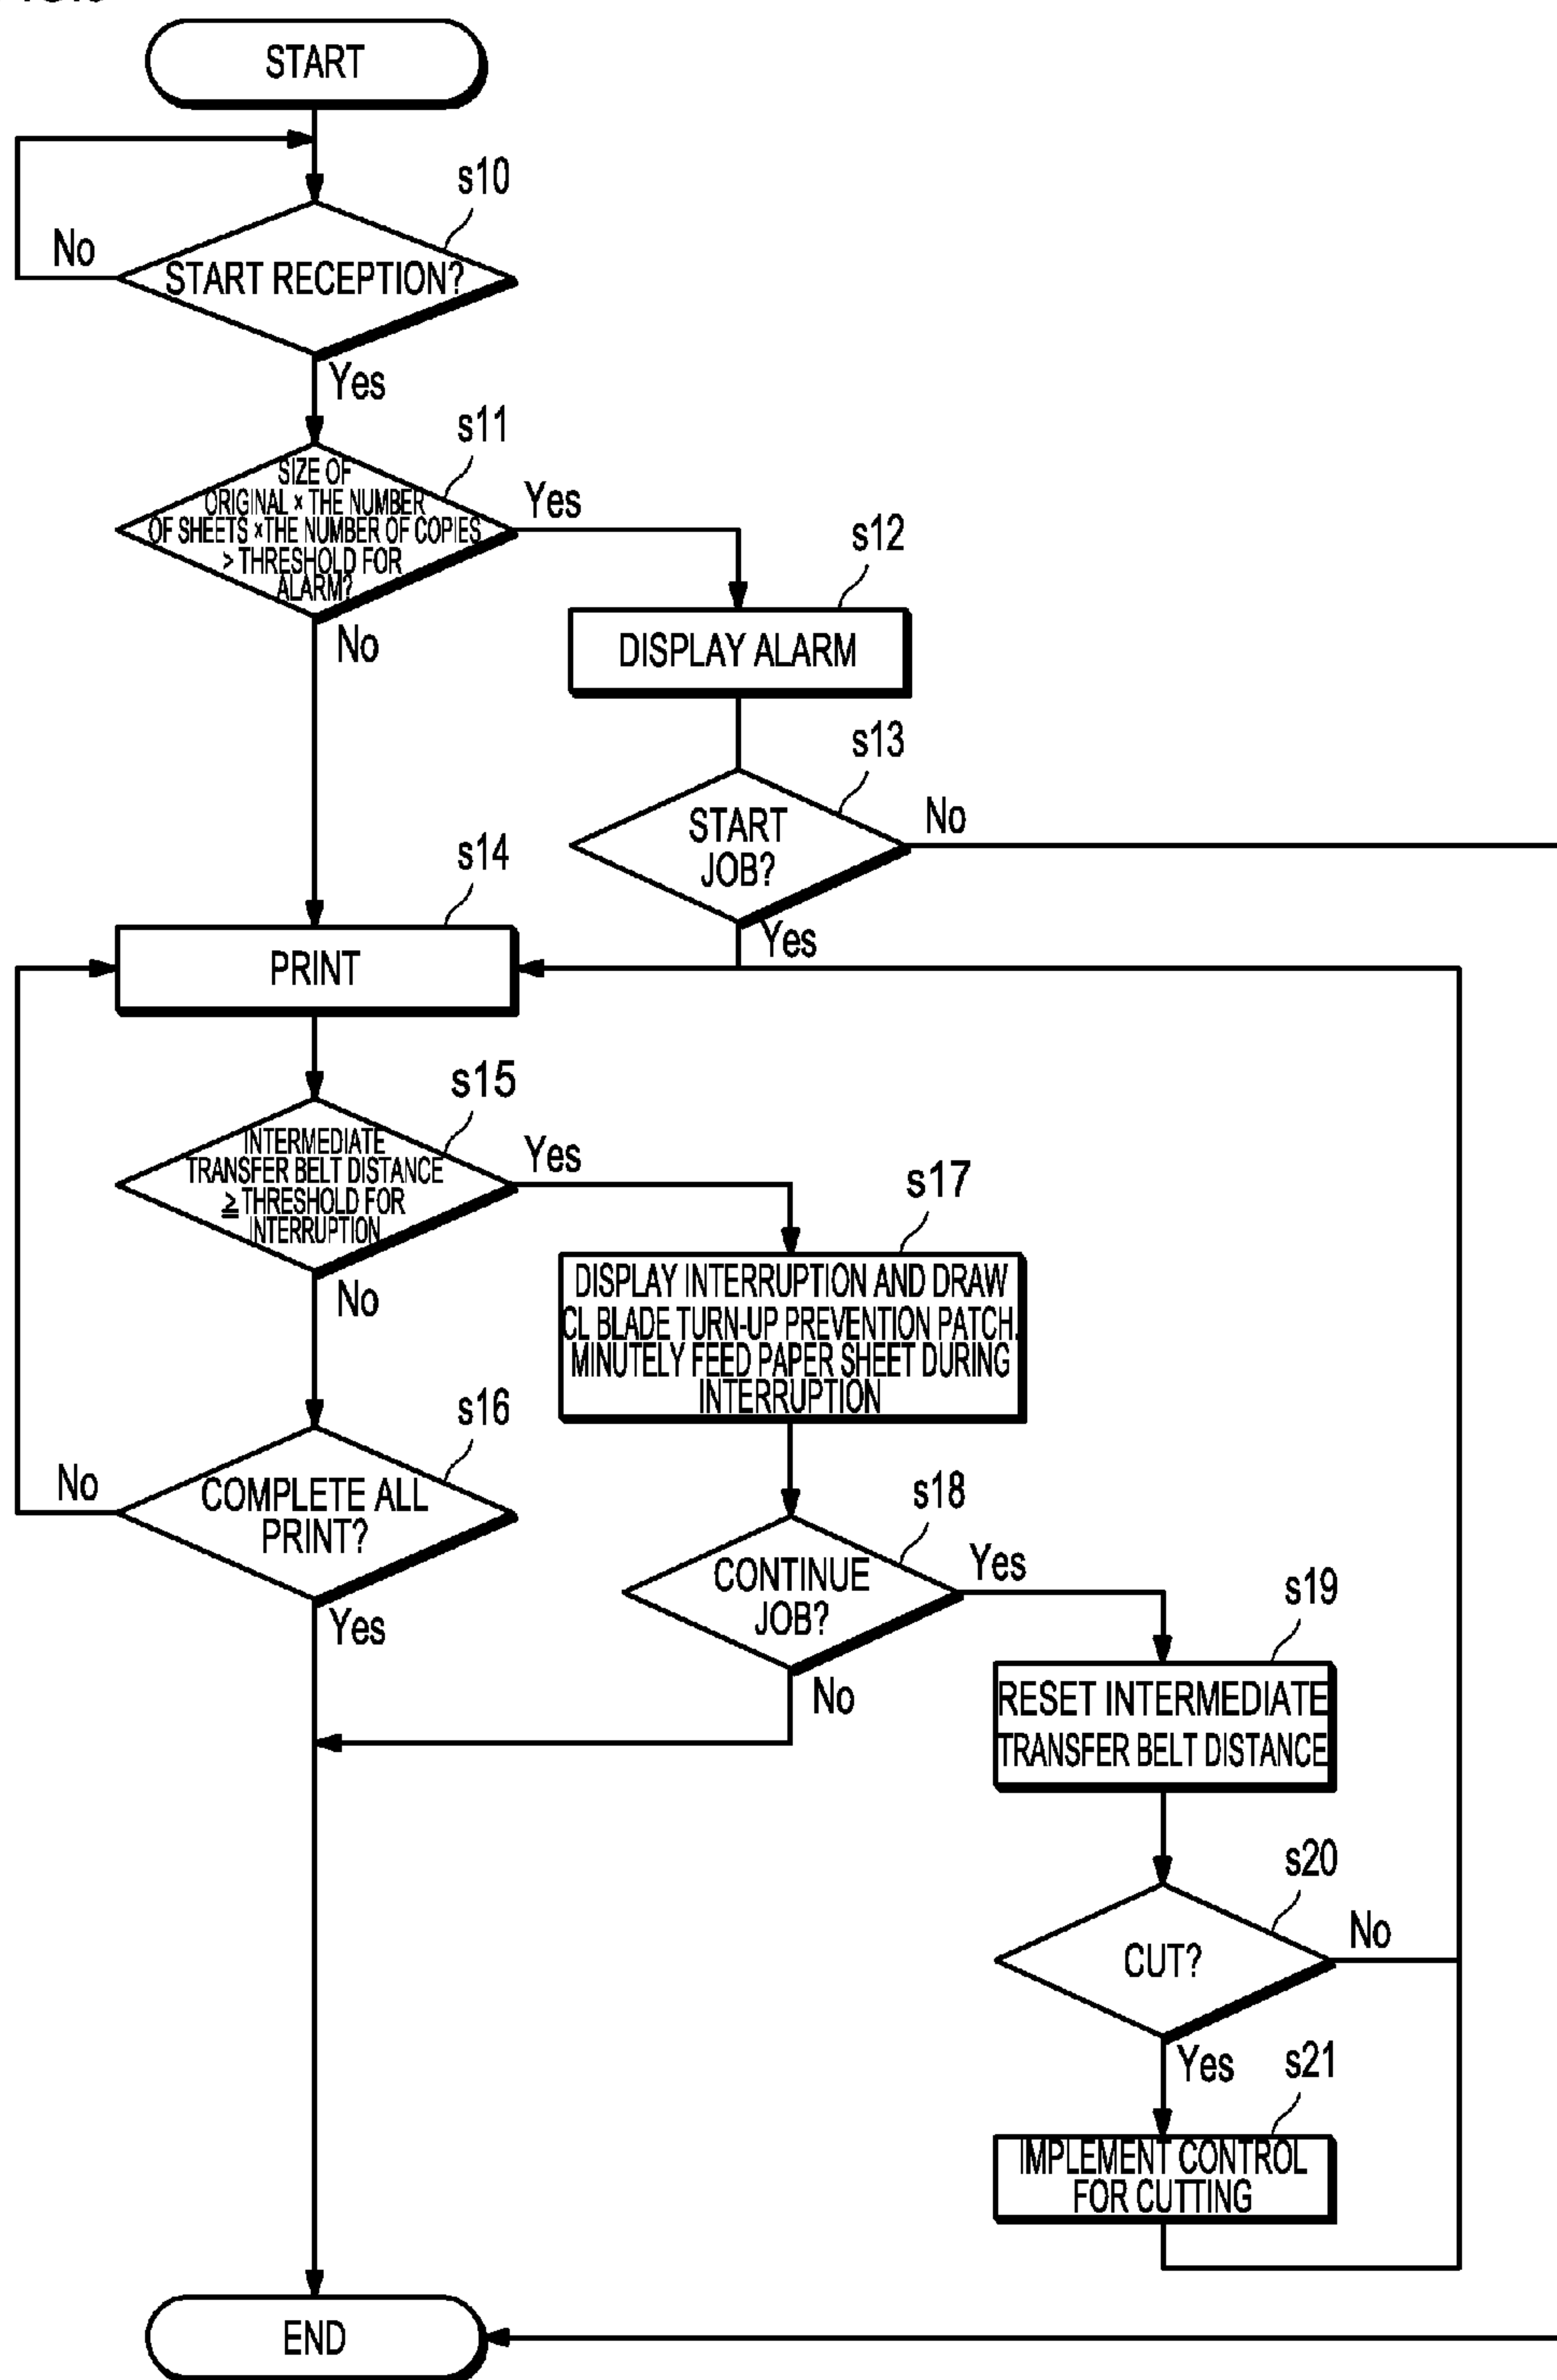 START
s10
No
START RECEPTION?
Yes
s11
SIZE OF
ORIGINAL × THE NUMBER
OF SHEETS ×THE NUMBER OF COPIES
> THRESHOLD FOR
ALARM?
Yes
No
s12
DISPLAY ALARM
s13
START
JOB?
No
Yes
s14
PRINT
s15
INTERMEDIATE
TRANSFER BELT DISTANCE
≥ THRESHOLD FOR
INTERRUPTION
Yes
No
s17
DISPLAY INTERRUPTION AND DRAW
CL BLADE TURN-UP PREVENTION PATCH.
MINUTELY FEED PAPER SHEET DURING
INTERRUPTION
s16
No
COMPLETE ALL
PRINT?
Yes
s18
CONTINUE
JOB?
Yes
No
s19
RESET INTERMEDIATE
TRANSFER BELT DISTANCE
s20
CUT?
No
Yes
s21
IMPLEMENT CONTROL
FOR CUTTING
END